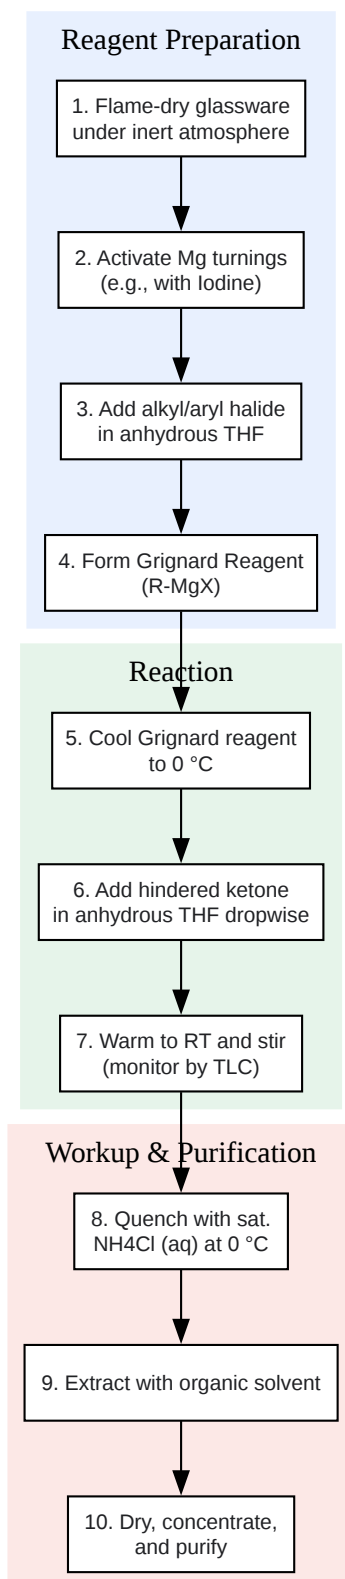 Reagent Preparation
1. Flame-dry glassware
under inert atmosphere
2. Activate Mg turnings
(e.g., with Iodine)
3. Add alkyl/aryl halide
in anhydrous THF
4. Form Grignard Reagent
(R-MgX)
Reaction
5. Cool Grignard reagent
to 0 °C
6. Add hindered ketone
in anhydrous THF dropwise
7. Warm to RT and stir
(monitor by TLC)
Workup & Purification
8. Quench with sat.
NH4Cl (aq) at 0 °C
9. Extract with organic solvent
10. Dry, concentrate,
and purify